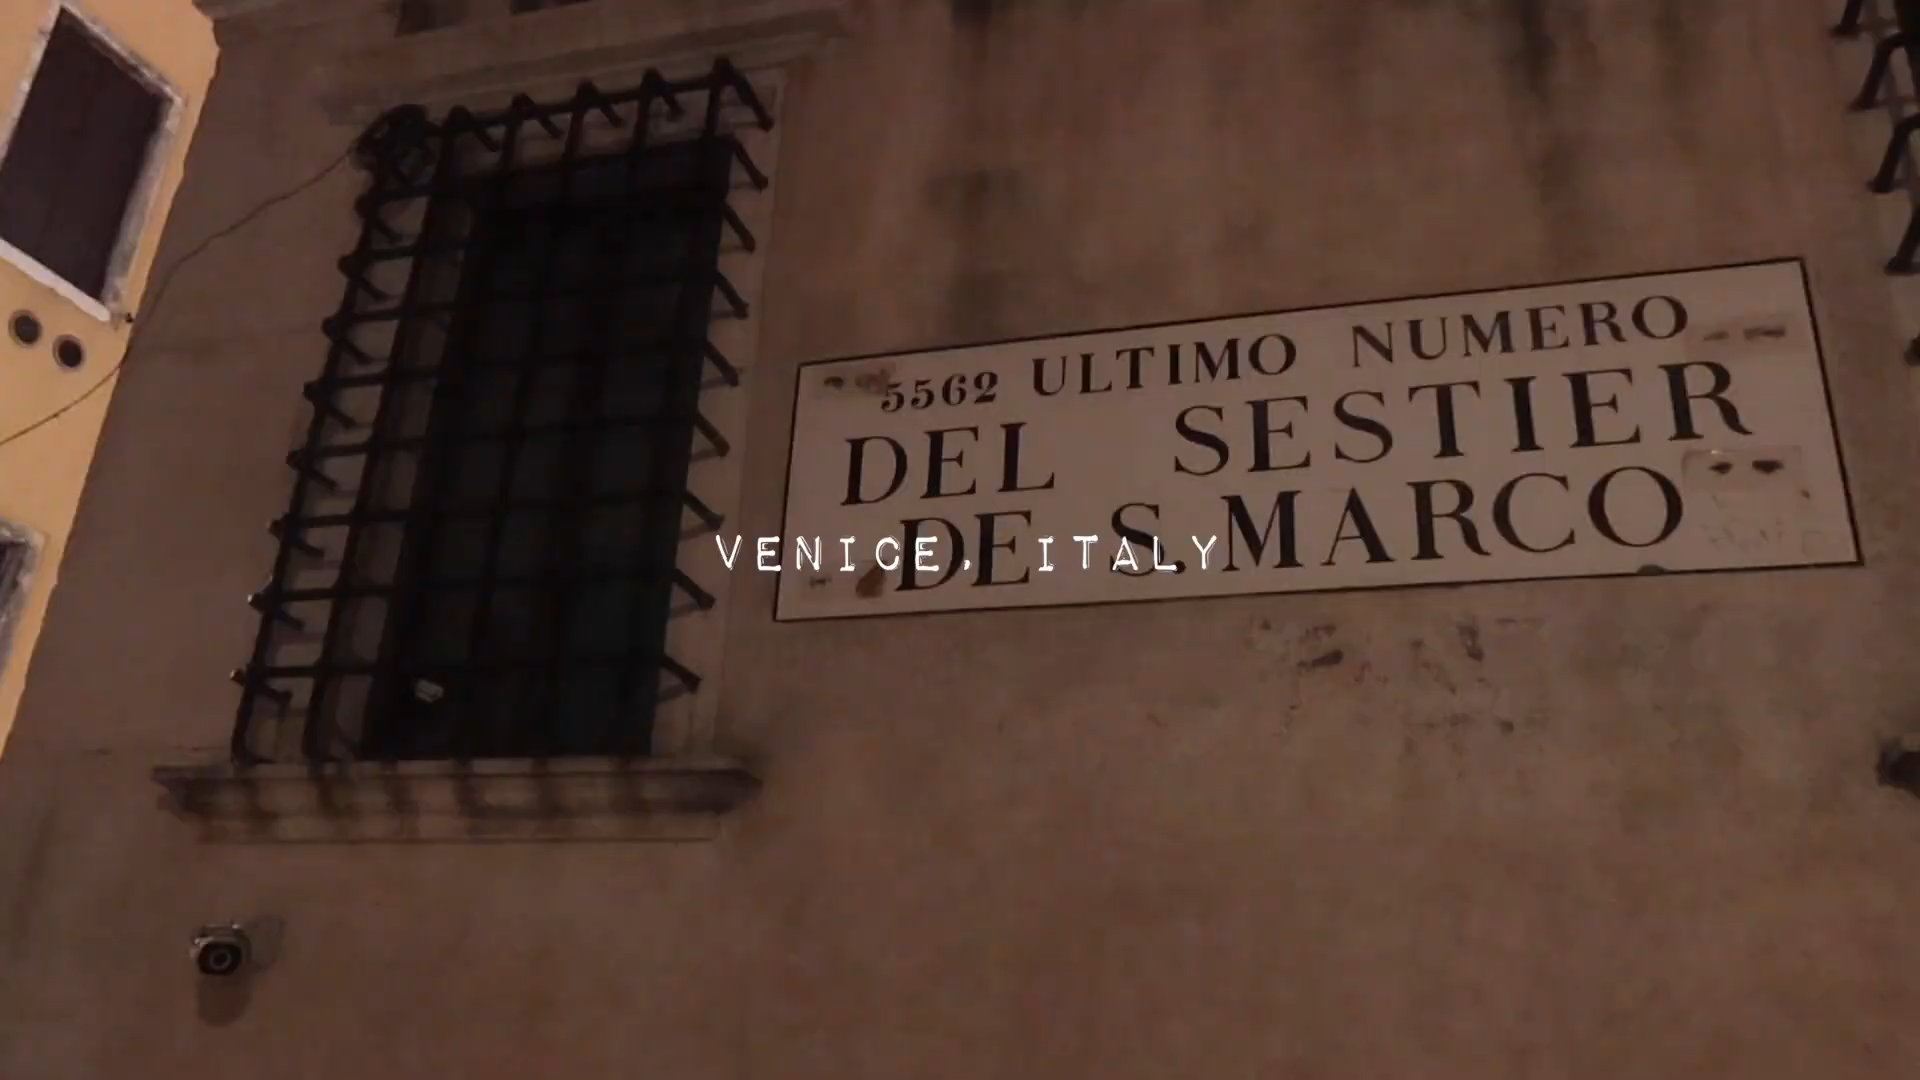 5562 ULTIMO NUMERO
DEL SESTIER
DE S. MARCO
VENICE, ITALY